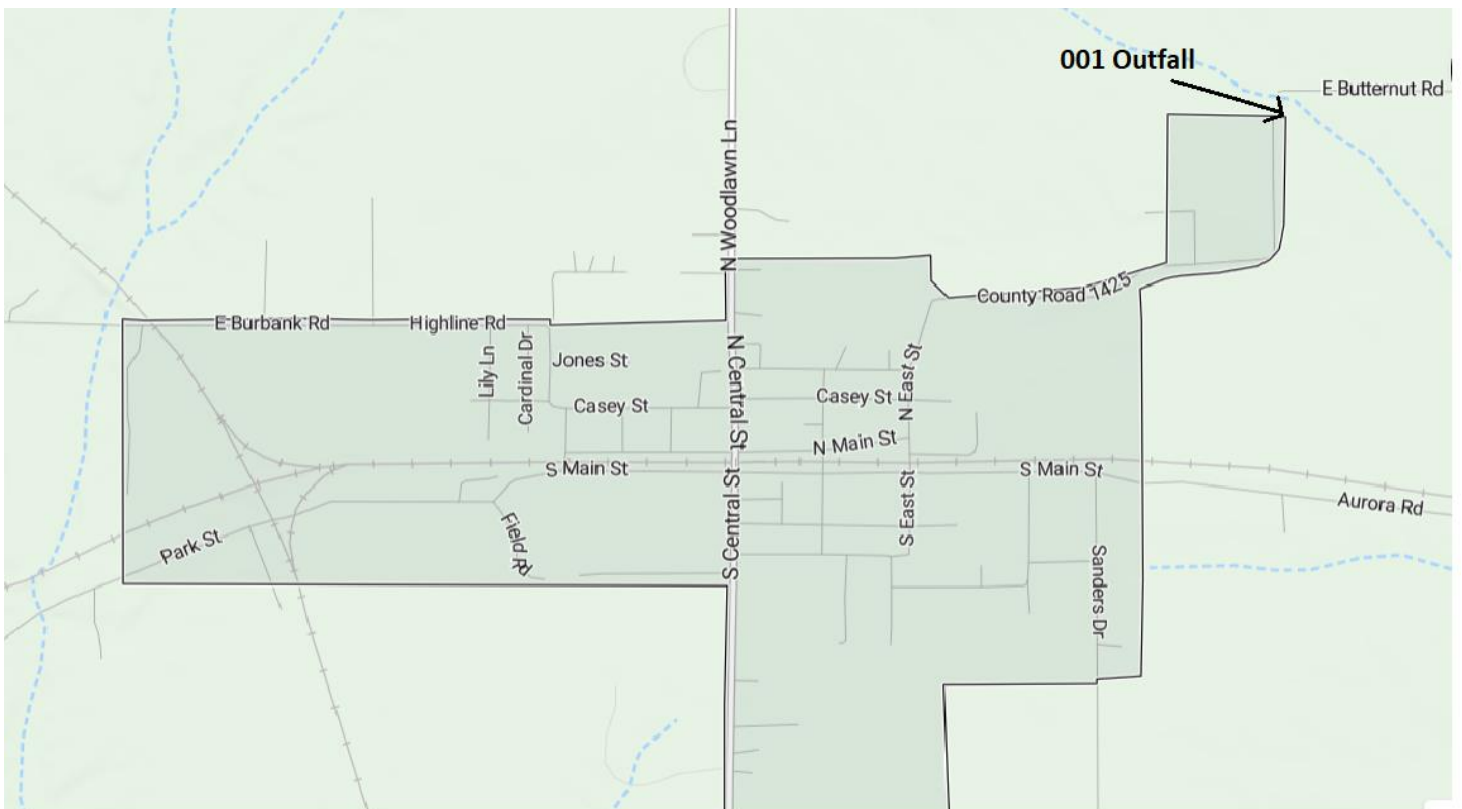 001 Outfall
E Butternut Rd
N Woodlawn Ln
County Road 1425
E Burbank Rd
Highline Rd
Lily Ln
Cardinal Dr
Jones St
N Central St
N East St
Casey St
Casey St
N Main St
S Main St
S Main St
S Central St
S East St
Aurora Rd
Park St
Field Rd
Sanders Dr